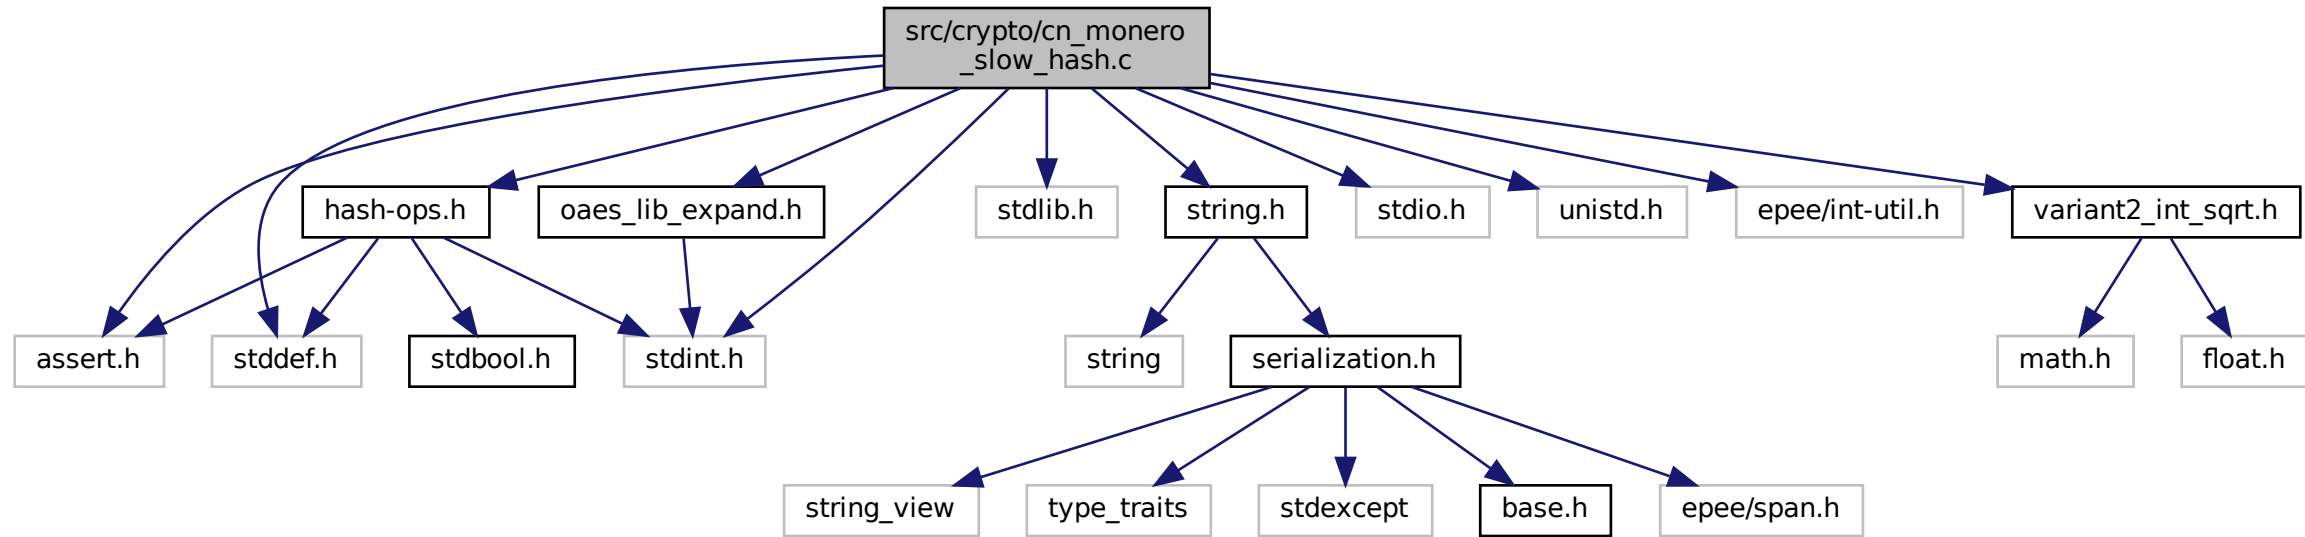 src/crypto/cn_monero
_slow_hash.c
hash-ops.h
oaes_lib_expand.h
stdlib.h
string.h
stdio.h
unistd.h
epee/int-util.h
variant2_int_sqrt.h
assert.h
stddef.h
stdbool.h
stdint.h
string
serialization.h
math.h
float.h
string_view
type_traits
stdexcept
base.h
epee/span.h